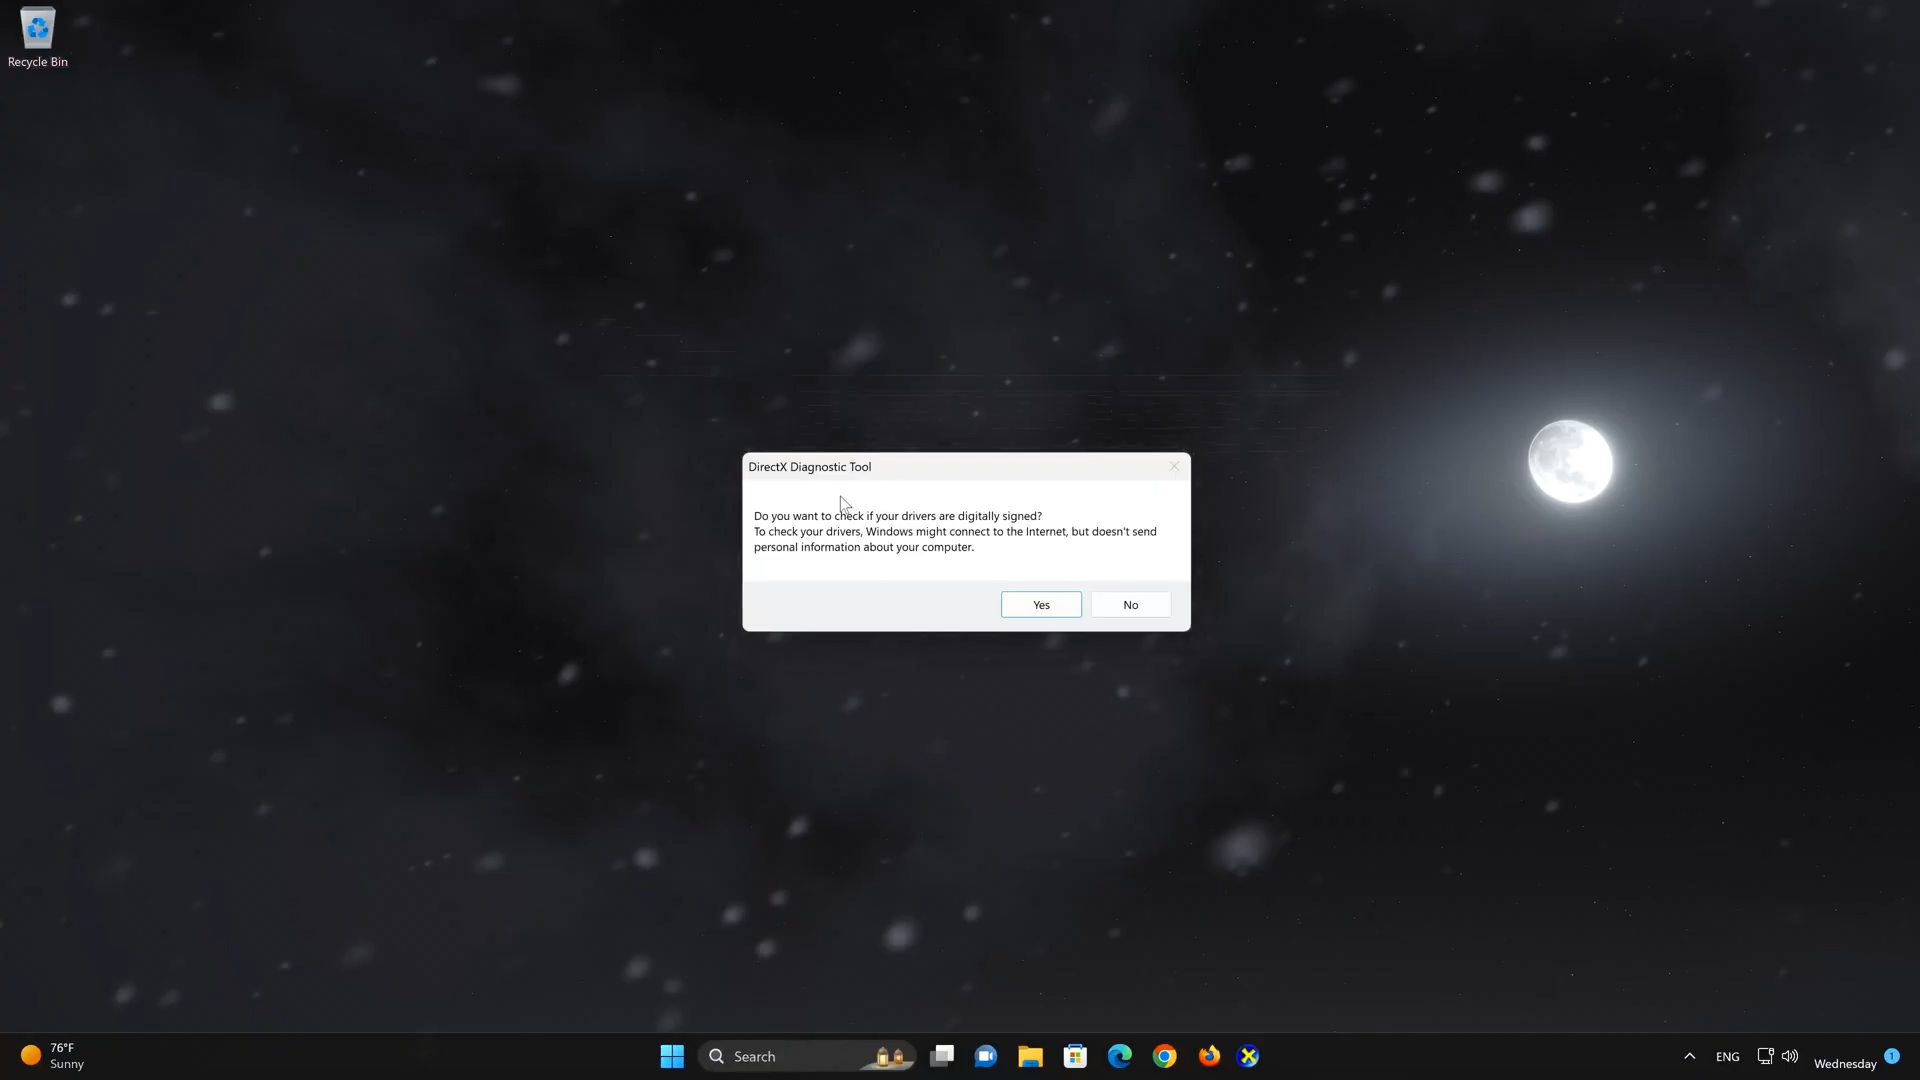 Recycle Bin
DirectX Diagnostic Tool
Do you want to check if your drivers are digitally signed?
To check your drivers, Windows might connect to the Internet, but doesn't send
personal information about your computer.
Yes
No
76°F
Sunny
Search
ENG
Wednesday
1